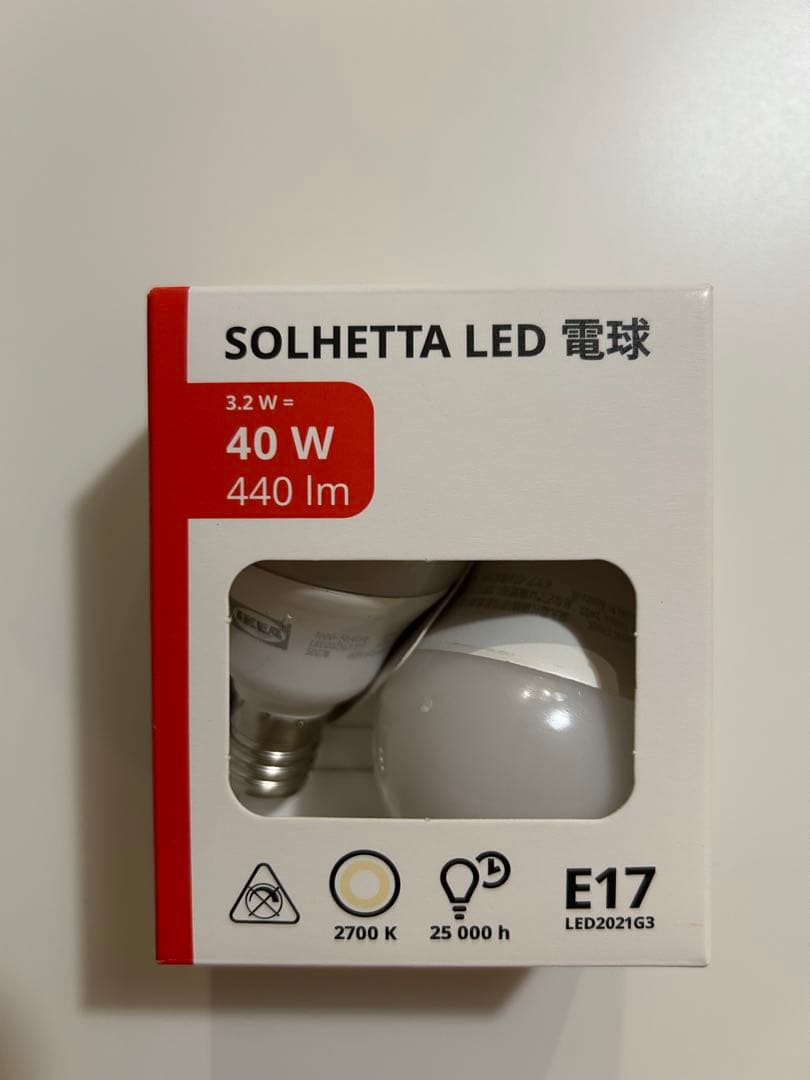 SOLHETTA LED 電球
3.2 W =
40 W
440 lm
2700 K
25 000 h
E17
LED2021G3